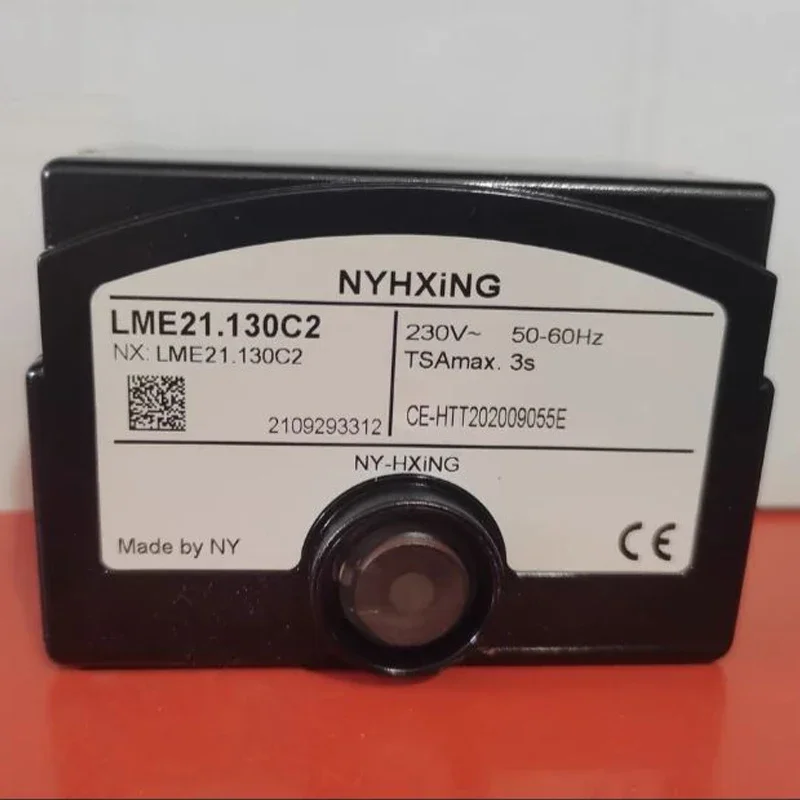 NYHXiNG
LME21.130C2
NX: LME21.130C2
2109293312
230V~ 50-60Hz
TSAmax. 3s
CE-HTT202009055E
NY-HXiNG
Made by NY
CE